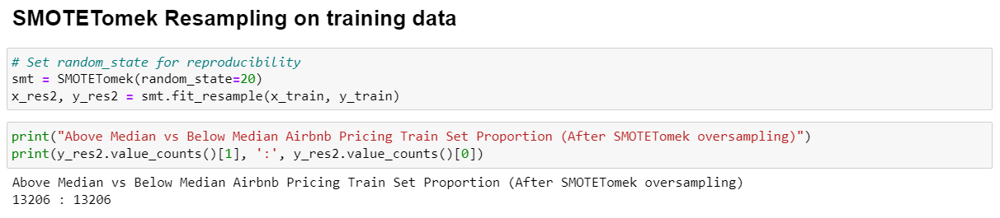 SMOTETomek Resampling on training data
# Set random_state for reproducibility
smt = SMOTETomek(random_state=20)
x_res2, y_res2 = smt.fit_resample(x_train, y_train)
print("Above Median vs Below Median Airbnb Pricing Train Set Proportion (After SMOTETomek oversampling)")
print(y_res2.value_counts()[1], ':', y_res2.value_counts()[0])
Above Median vs Below Median Airbnb Pricing Train Set Proportion (After SMOTETomek oversampling)
13206 : 13206